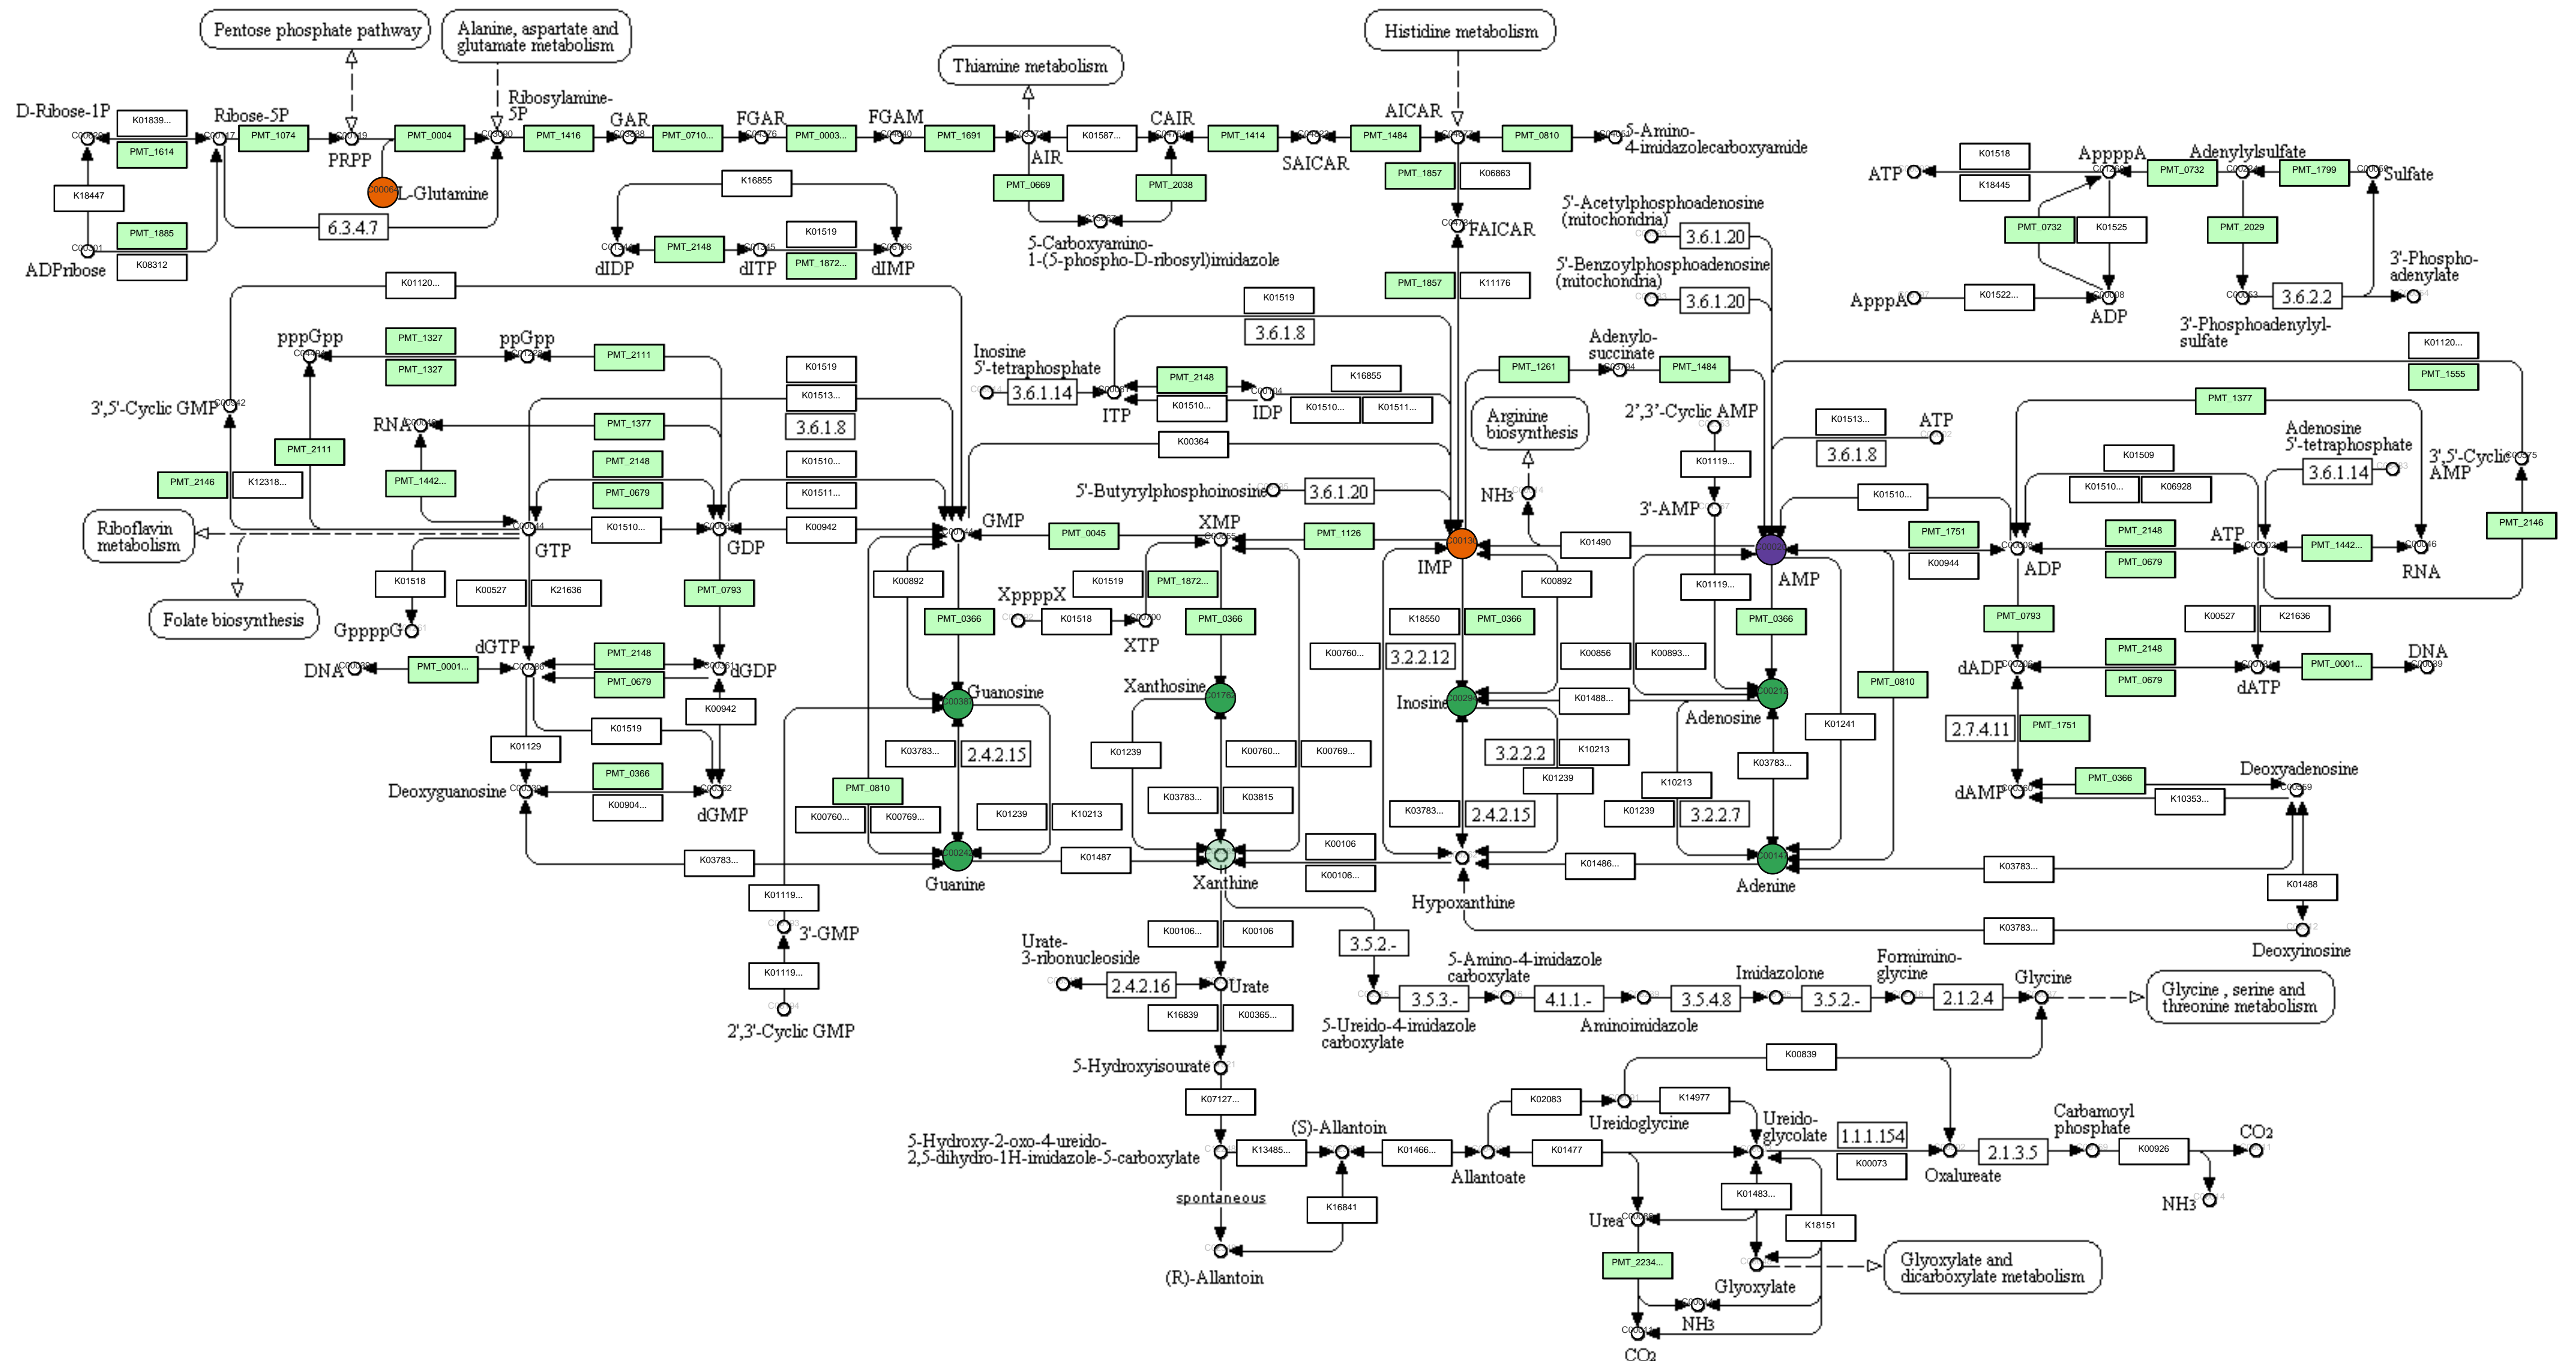 Pentose phosphate pathway
Alanine, aspartate and
glutamate metabolism
Histidine metabolism
Thiamine metabolism
D-Ribose-1P
K01839...
PMT_1614
Ribose-5P
PMT_1074
PRPP
PMT_0004
Ribosylamine-
5P
PMT_1416
GAR
PMT_0710...
FGAR
PMT_0003...
FGAM
PMT_1691
AIR
K01587...
CAIR
PMT_1414
SAICAR
PMT_1484
AICAR
PMT_0810
5-Amino-
4-imidazolecarboxyamide
K18447
PMT_1885
K08312
C00301
ADPribose
C00064
L-Glutamine
6.3.4.7
K16855
PMT_2148
K01519
PMT_1872...
dIDP
dITP
dIMP
PMT_0669
PMT_2038
5-Carboxyamino-
1-(5-phospho-D-ribosyl)imidazole
PMT_1857
K06863
FAICAR
PMT_1857
K11176
5'-Acetylphosphoadenosine
(mitochondria)
3.6.1.20
5'-Benzoylphosphoadenosine
(mitochondria)
3.6.1.20
ATP
K01518
K18445
AppppA
PMT_0732
Adenylylsulfate
PMT_1799
Sulfate
PMT_0732
K01525
PMT_2029
ApppA
K01522...
ADP
3.6.2.2
3'-Phospho-
adenylate
3'-Phosphoadenylyl-
sulfate
K01120...
pppGpp
PMT_1327
PMT_1327
ppGpp
PMT_2111
K01519
K01513...
3.6.1.8
3',5'-Cyclic GMP
RNA
PMT_1377
PMT_2111
PMT_1442...
PMT_2148
PMT_0679
K01510...
K01511...
PMT_2146
K12318...
K01510...
K00942
GTP
GDP
GMP
Riboflavin
metabolism
Folate biosynthesis
K01519
3.6.1.8
Inosine
5'-tetraphosphate
3.6.1.14
ITP
PMT_2148
K01510...
IDP
K16855
K01510...
K01511...
K00364
5'-Butyrylphosphoinosine
3.6.1.20
PMT_1261
Adenylo-
succinate
PMT_1484
Arginine
biosynthesis
NH3
2',3'-Cyclic AMP
K01119...
3'-AMP
K01513...
3.6.1.8
ATP
K01120...
PMT_1555
PMT_1377
Adenosine
5'-tetraphosphate
3.6.1.14
3',5'-Cyclic
AMP
K01509
K01510...
K06928
K01510...
PMT_2146
PMT_0045
XMP
PMT_1126
C00130
IMP
K01490
AMP
PMT_1751
K00944
ADP
PMT_2148
PMT_0679
ATP
PMT_1442...
RNA
K01518
GppppG
K00527
K21636
PMT_0793
K00892
PMT_0366
K01519
PMT_1872...
XppppX
K01518
XTP
PMT_0366
K18550
PMT_0366
K00892
K01119...
PMT_0366
PMT_0793
K00527
K21636
DNA
PMT_0001...
dGTP
PMT_2148
PMT_0679
dGDP
K00760...
3.2.2.12
K00856
K00893...
dADP
PMT_2148
PMT_0679
dATP
PMT_0001...
DNA
C00387
Guanosine
Xanthosine
C01762
Inosine
K01488...
C00212
Adenosine
PMT_0810
K01519
K00942
K01129
PMT_0366
K00904...
Deoxyguanosine
dGMP
K03783...
2.4.2.15
PMT_0810
K00760...
K00769...
K01239
K10213
K01239
K00760...
K00769...
K03783...
K03815
3.2.2.2
K10213
K01239
K03783...
2.4.2.15
K10213
K01239
3.2.2.7
K03783...
K01241
2.7.4.11
PMT_1751
dAMP
PMT_0366
K10353...
Deoxyadenosine
K03783...
Guanine
K01487
Xanthine
K00106
K00106...
Hypoxanthine
K01486...
Adenine
K03783...
K01488
K03783...
Deoxyinosine
K01119...
3'-GMP
K01119...
2',3'-Cyclic GMP
Urate-
3-ribonucleoside
2.4.2.16
K00106...
K00106
Urate
K16839
K00365...
3.5.2.-
5-Ureido-4-imidazole
carboxylate
3.5.3.-
5-Amino-4-imidazole
carboxylate
4.1.1.-
Aminoimidazole
3.5.4.8
Imidazolone
3.5.2.-
Formimino-
glycine
2.1.2.4
Glycine
Glycine , serine and
threonine metabolism
5-Hydroxyisourate
K07127...
5-Hydroxy-2-oxo-4-ureido-
2,5-dihydro-1H-imidazole-5-carboxylate
K13485...
(S)-Allantoin
K01466...
Allantoate
K01477
K02083
Ureidoglycine
K14977
K00839
Ureido-
glycolate
1.1.1.154
K00073
Oxalureate
2.1.3.5
Carbamoyl
phosphate
K00926
CO2
NH3
spontaneous
K16841
(R)-Allantoin
Urea
K01483...
K18151
PMT_2234...
Glyoxylate
Glyoxylate and
dicarboxylate metabolism
NH3
CO2